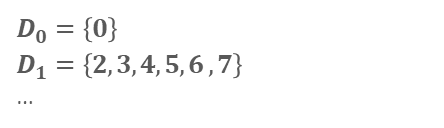 D₀ = {0}
D₁ = {2,3,4,5,6 ,7}
...